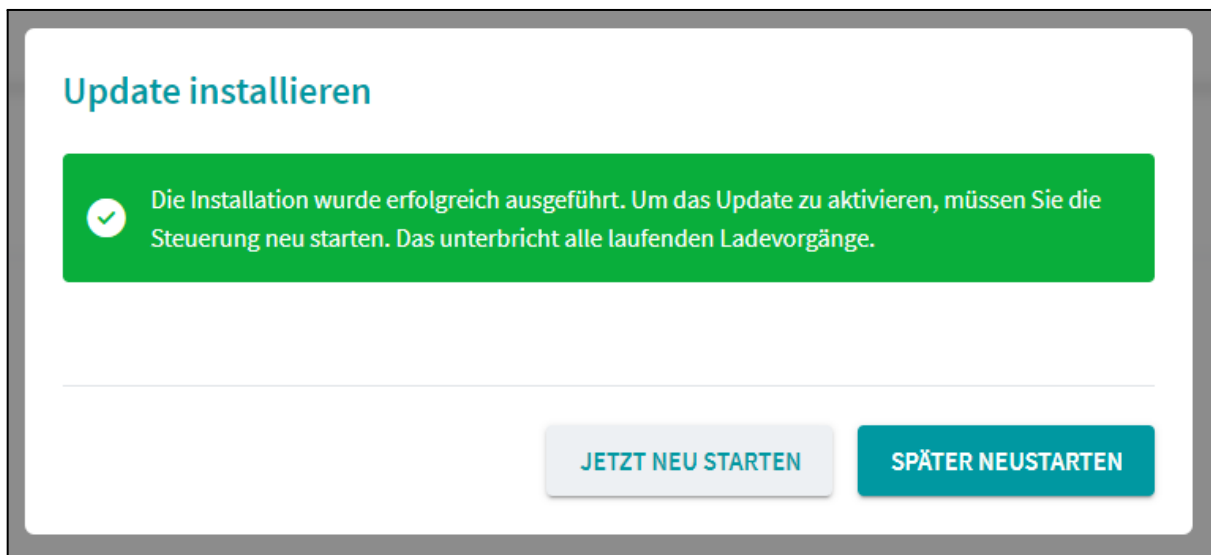 Update installieren
Die Installation wurde erfolgreich ausgeführt. Um das Update zu aktivieren, müssen Sie die
Steuerung neu starten. Das unterbricht alle laufenden Ladevorgänge.
JETZT NEU STARTEN
SPÄTER NEUSTARTEN